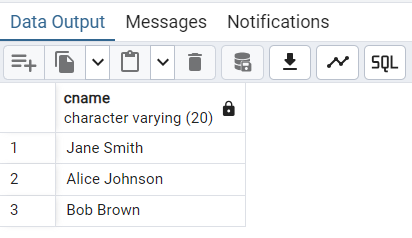 Data Output Messages Notifications
SQL
cname
character varying (20)
1 Jane Smith
2 Alice Johnson
3 Bob Brown